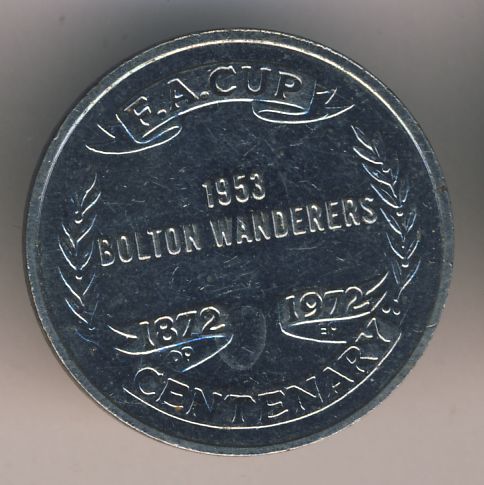 F.A.CUP
1953
BOLTON WANDERERS
1872 1972
CENTENARY